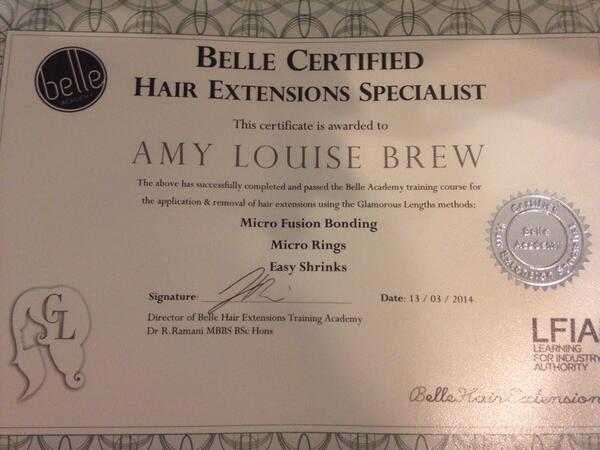 belle
ACADEMY
BELLE CERTIFIED
HAIR EXTENSIONS SPECIALIST
This certificate is awarded to
AMY LOUISE BREW
The above has successfully completed and passed the Belle Academy training course for
the application & removal of hair extensions using the Glamorous Lengths methods:
Micro Fusion Bonding
Micro Rings
Easy Shrinks
CERTIFIED
Belle
Academy
GL
Signature:
Date: 13 / 03 / 2014
Director of Belle Hair Extensions Training Academy
Dr R.Ramani MBBS BSc Hons
LFIA
LEARNING
FOR INDUSTRY
AUTHORITY
BelleHairExtension